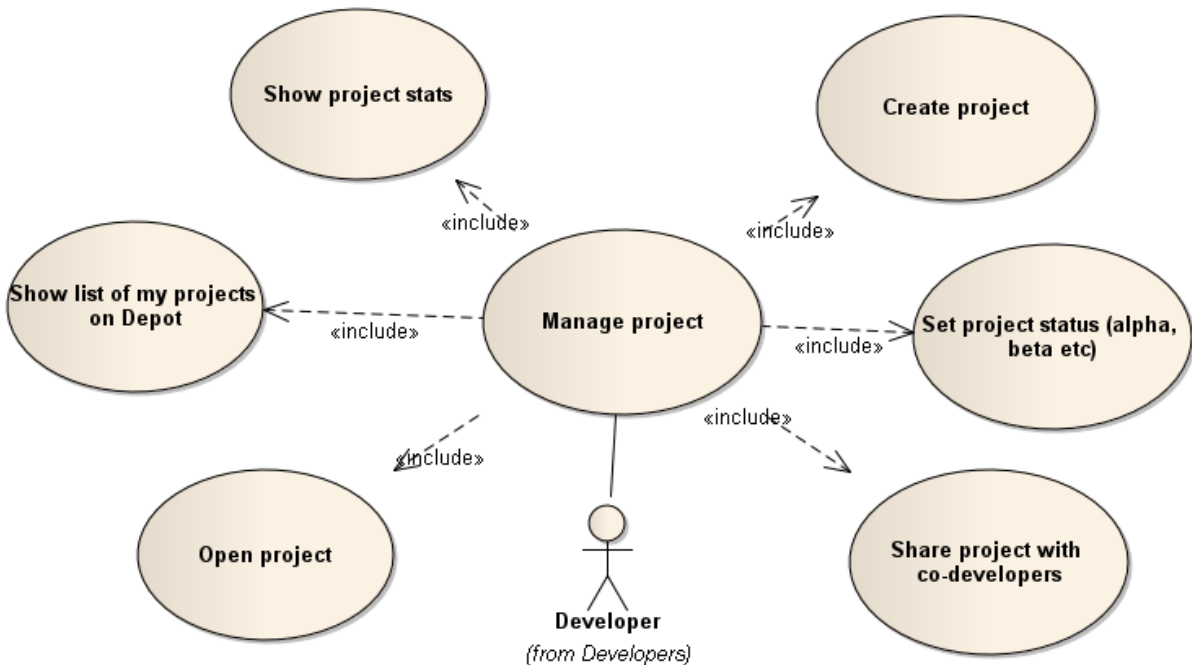 Show project stats
Create project
«include»
«include»
Show list of my projects
on Depot
«include»
Manage project
«include»
Set project status (alpha,
beta etc)
«include»
«include»
Open project
Share project with
co-developers
Developer
(from Developers)